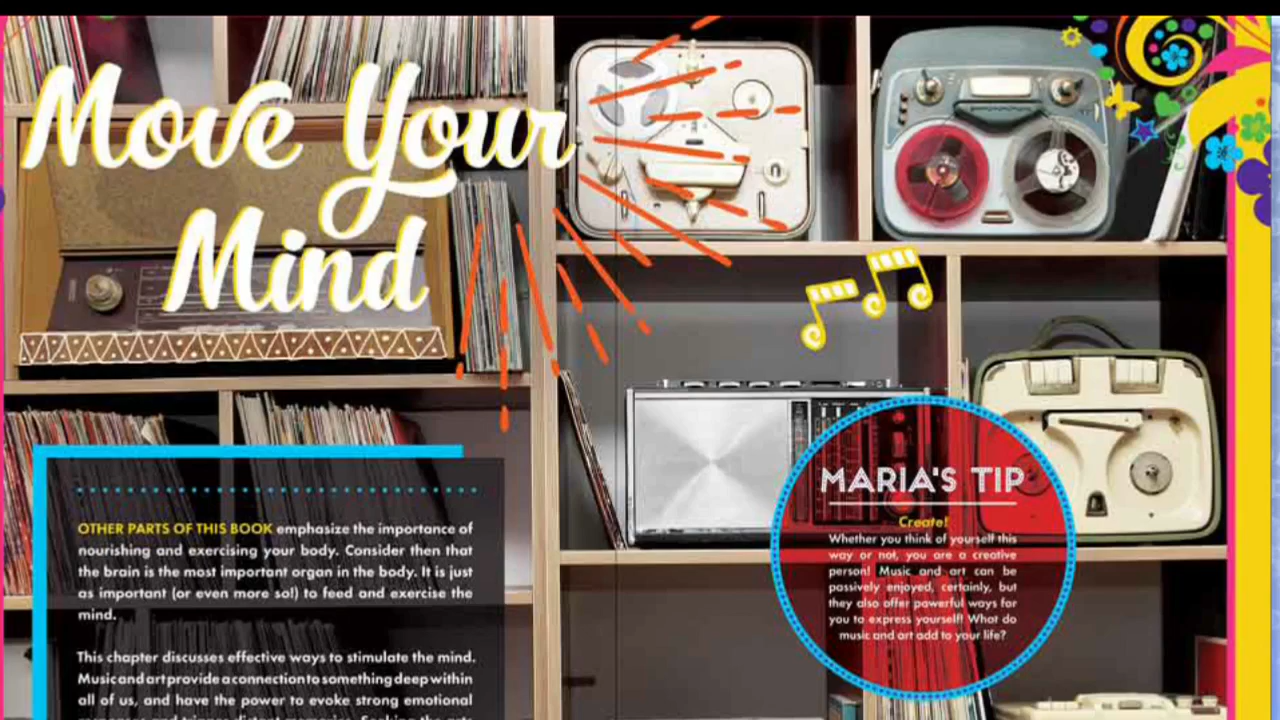 Move Your
Mind
OTHER PARTS OF THIS BOOK emphasize the importance of
nourishing and exercising your body. Consider then that
the brain is the most important organ in the body. It is just
as important (or even more so!) to feed and exercise the
mind.
This chapter discusses effective ways to stimulate the mind.
Music and art provide a connection to something deep within
all of us, and have the power to evoke strong emotional
MARIA'S TIP
Create!
Whether you think of yourself this
way or not, you are a creative
person! Music and art can be
passively enjoyed, certainly, but
they also offer powerful ways for
you to express yourself! What do
music and art add to your life?